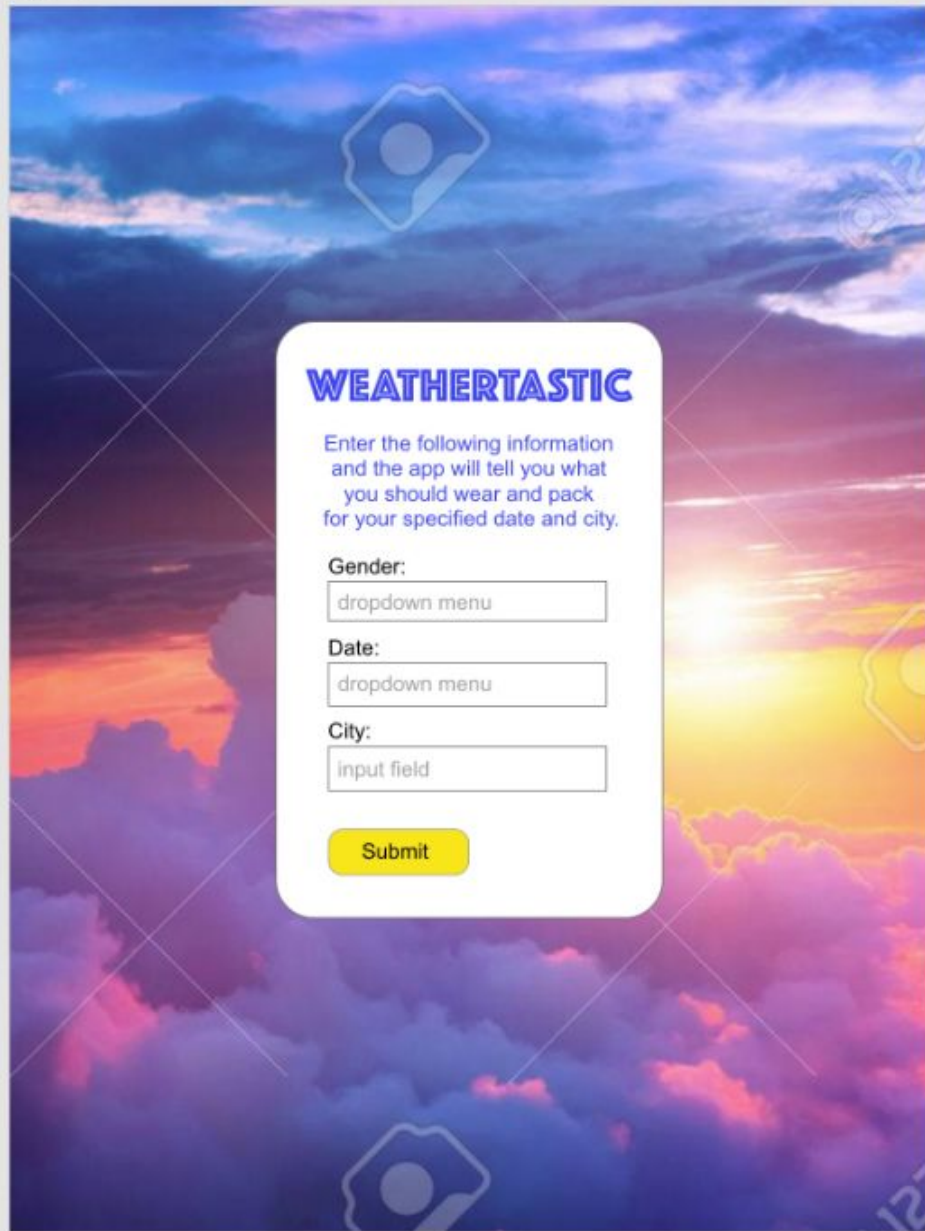 WEATHERTASTIC
Enter the following information
and the app will tell you what
you should wear and pack
for your specified date and city.
Gender:
dropdown menu
Date:
dropdown menu
City:
input field
Submit